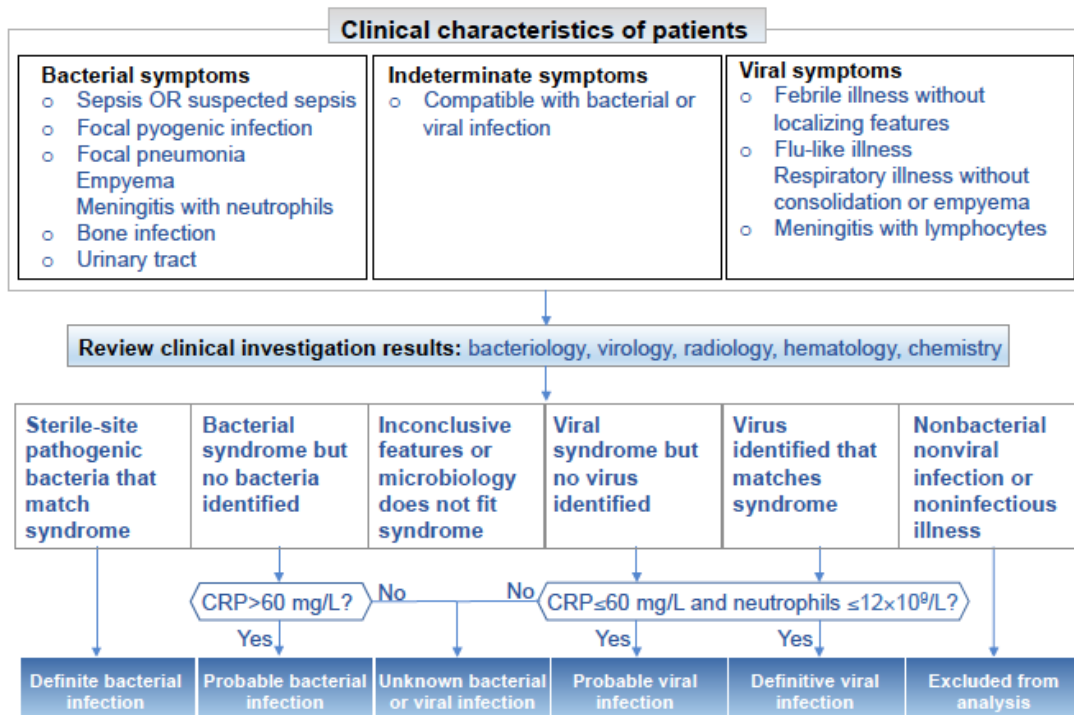 Clinical characteristics of patients
Bacterial symptoms
o Sepsis OR suspected sepsis
o Focal pyogenic infection
o Focal pneumonia
Empyema
Meningitis with neutrophils
o Bone infection
o Urinary tract
Indeterminate symptoms
o Compatible with bacterial or
viral infection
Viral symptoms
o Febrile illness without
localizing features
o Flu-like illness
Respiratory illness without
consolidation or empyema
o Meningitis with lymphocytes
Review clinical investigation results: bacteriology, virology, radiology, hematology, chemistry
Sterile-site
pathogenic
bacteria that
match
syndrome
Bacterial
syndrome but
no bacteria
identified
Inconclusive
features or
microbiology
does not fit
syndrome
Viral
syndrome but
no virus
identified
Virus
identified that
matches
syndrome
Nonbacterial
nonviral
infection or
noninfectious
illness
CRP>60 mg/L?
No
No
CRP≤60 mg/L and neutrophils ≤12×10⁹/L?
Yes
Yes
Yes
Definite bacterial
infection
Probable bacterial
infection
Unknown bacterial
or viral infection
Probable viral
infection
Definitive viral
infection
Excluded from
analysis